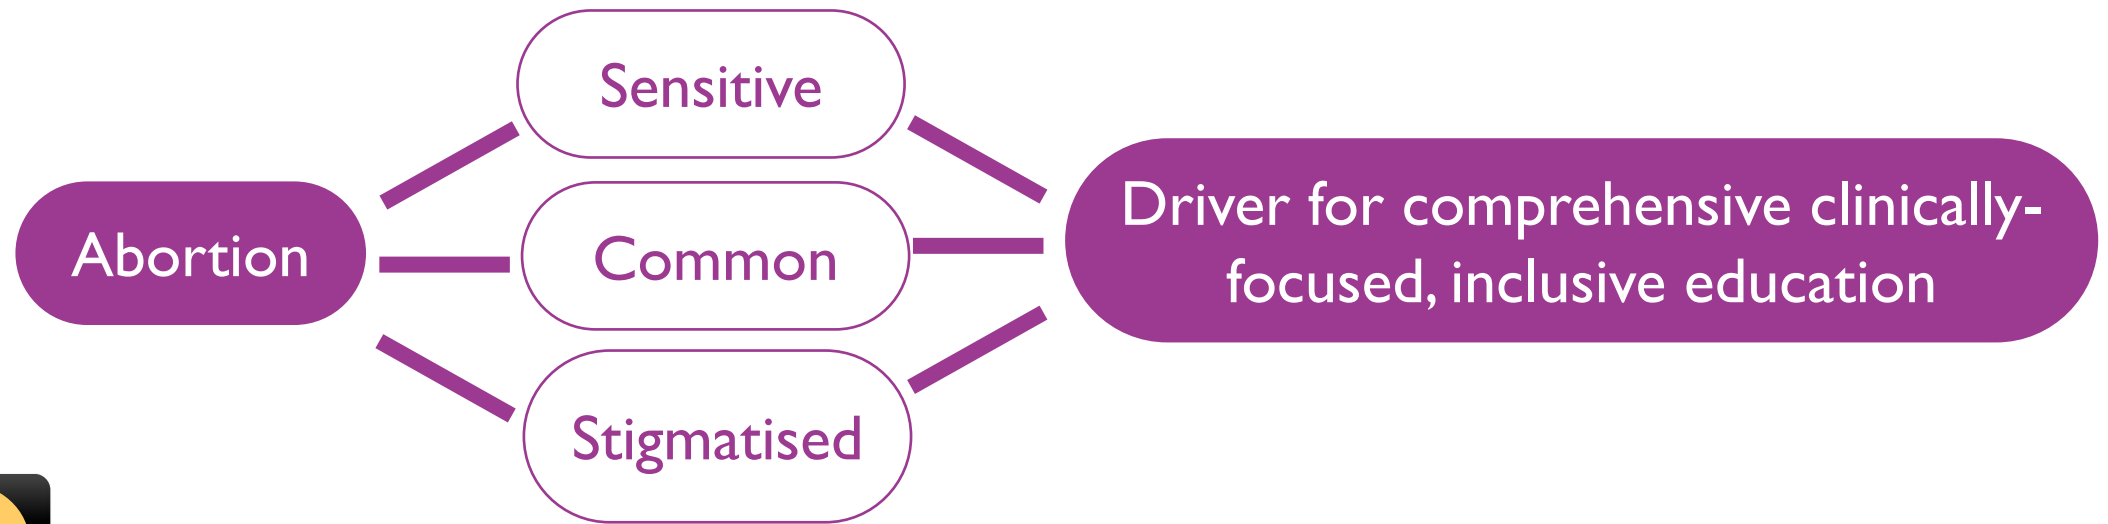 Abortion
Sensitive
Common
Stigmatised
Driver for comprehensive clinically-
focused, inclusive education